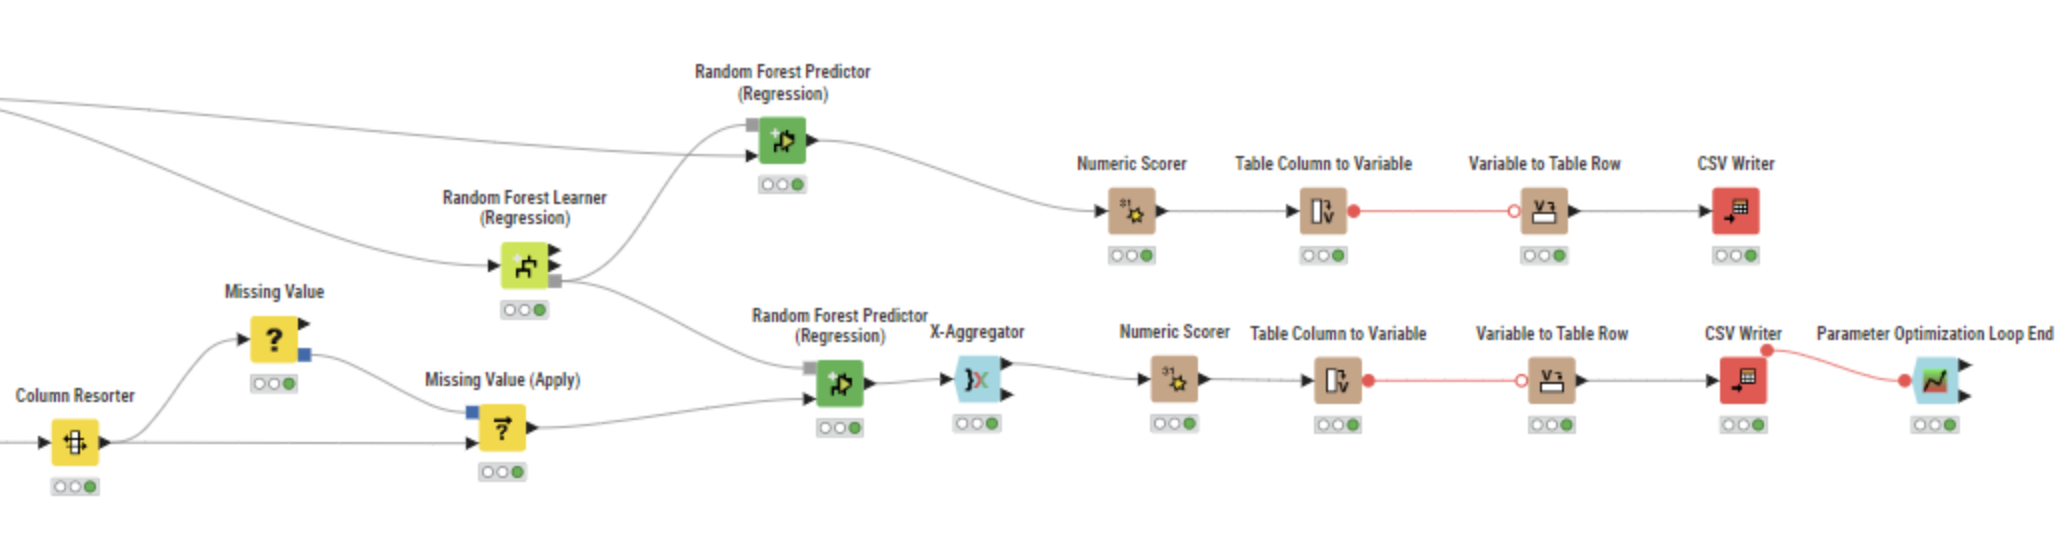 Random Forest Predictor
(Regression)
Numeric Scorer
Table Column to Variable
Variable to Table Row
CSV Writer
Random Forest Learner
(Regression)
Missing Value
Random Forest Predictor
(Regression)
X-Aggregator
Numeric Scorer
Table Column to Variable
Variable to Table Row
CSV Writer
Parameter Optimization Loop End
Missing Value (Apply)
Column Resorter